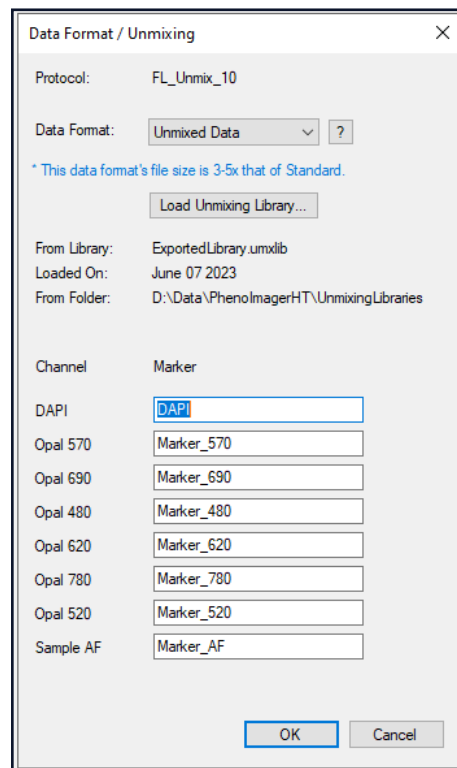 Data Format / Unmixing
Protocol: FL_Unmix_10
Data Format: Unmixed Data ?
* This data format's file size is 3-5x that of Standard.
Load Unmixing Library...
From Library: ExportedLibrary.umxlib
Loaded On: June 07 2023
From Folder: D:\Data\PhenoImagerHT\UnmixingLibraries
Channel Marker
DAPI DAPI
Opal 570 Marker_570
Opal 690 Marker_690
Opal 480 Marker_480
Opal 620 Marker_620
Opal 780 Marker_780
Opal 520 Marker_520
Sample AF Marker_AF
OK Cancel